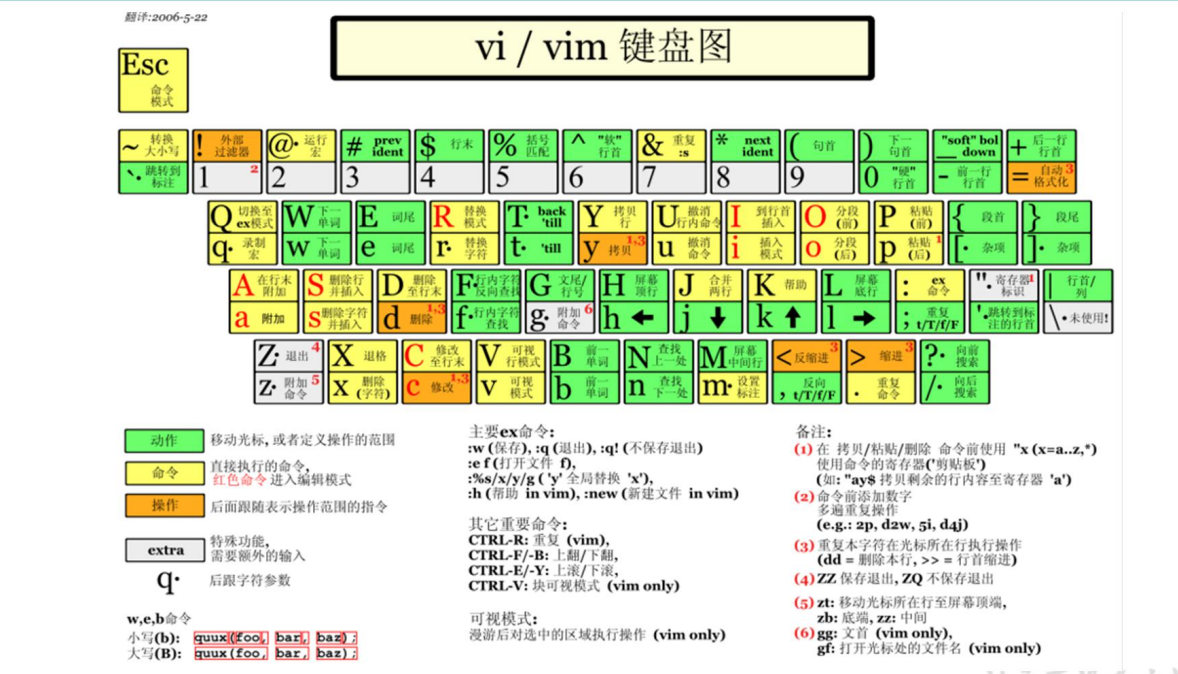 翻译:2006-5-22
vi / vim 键盘图
Esc 命令模式
~ 转换大小写 ! 外部过滤器 @· 运行宏 # prev ident $ 行末 % 括号匹配 ^ "软"行首 & 重复 :s * next ident ( 句首 ) 下一句首 "soft" bol _ down + 后一行行首
`· 跳转到标注 1 2 2 3 4 5 6 7 8 9 0 "硬"行首 - 前一行行首 = 自动格式化 3
Q 切换至ex模式 W 下一单词 E 词尾 R 替换模式 T· back 'till Y 拷贝行 U 撤消行内命令 I 到行首插入 O 分段(前) P 粘贴(前) { 段首 } 段尾
q· 录制宏 w 下一单词 e 词尾 r· 替换字符 t· 'till y 拷贝 1,3 u 撤消命令 i 插入模式 o 分段(后) p 粘贴(后) 1 [· 杂项 ]· 杂项
A 在行末附加 S 删除行并插入 D 删除至行末 F· 行内字符反向查找 G 文尾/行号 H 屏幕顶行 J 合并两行 K 帮助 L 屏幕底行 : ex 命令 "· 寄存器标识 1 | 行首/列
a 附加 s 删除字符并插入 d 删除 1,3 f· 行内字符查找 g· 附加命令 6 h ← j ↓ k ↑ l → ; 重复 t/T/f/F '· 跳转到标注的行首 \· 未使用!
Z· 退出 4 X 退格 C 修改至行末 V 可视行模式 B 前一单词 N 查找上一处 M 屏幕中间行 < 反缩进 3 > 缩进 3 ?· 向前搜索
z· 附加命令 5 x 删除(字符) c 修改 1,3 v 可视模式 b 前一单词 n 查找下一处 m· 设置标注 , 反向 t/T/f/F . 重复命令 /· 向后搜索
动作 移动光标, 或者定义操作的范围
命令 直接执行的命令,
红色命令 进入编辑模式
操作 后面跟随表示操作范围的指令
extra 特殊功能,
需要额外的输入
q· 后跟字符参数
w,e,b命令
小写(b): quux(foo, bar, baz);
大写(B): quux(foo, bar, baz);
主要ex命令:
:w (保存), :q (退出), :q! (不保存退出)
:e f (打开文件 f),
:%s/x/y/g ( 'y' 全局替换 'x'),
:h (帮助 in vim), :new (新建文件 in vim)
其它重要命令:
CTRL-R: 重复 (vim),
CTRL-F/-B: 上翻/下翻,
CTRL-E/-Y: 上滚/下滚,
CTRL-V: 块可视模式 (vim only)
可视模式:
漫游后对选中的区域执行操作 (vim only)
备注:
(1) 在 拷贝/粘贴/删除 命令前使用 "x (x=a..z,*)
使用命令的寄存器('剪贴板')
(如: "ay$ 拷贝剩余的行内容至寄存器 'a')
(2) 命令前添加数字
多遍重复操作
(e.g.: 2p, d2w, 5i, d4j)
(3) 重复本字符在光标所在行执行操作
(dd = 删除本行, >> = 行首缩进)
(4) ZZ 保存退出, ZQ 不保存退出
(5) zt: 移动光标所在行至屏幕顶端,
zb: 底端, zz: 中间
(6) gg: 文首 (vim only),
gf: 打开光标处的文件名 (vim only)